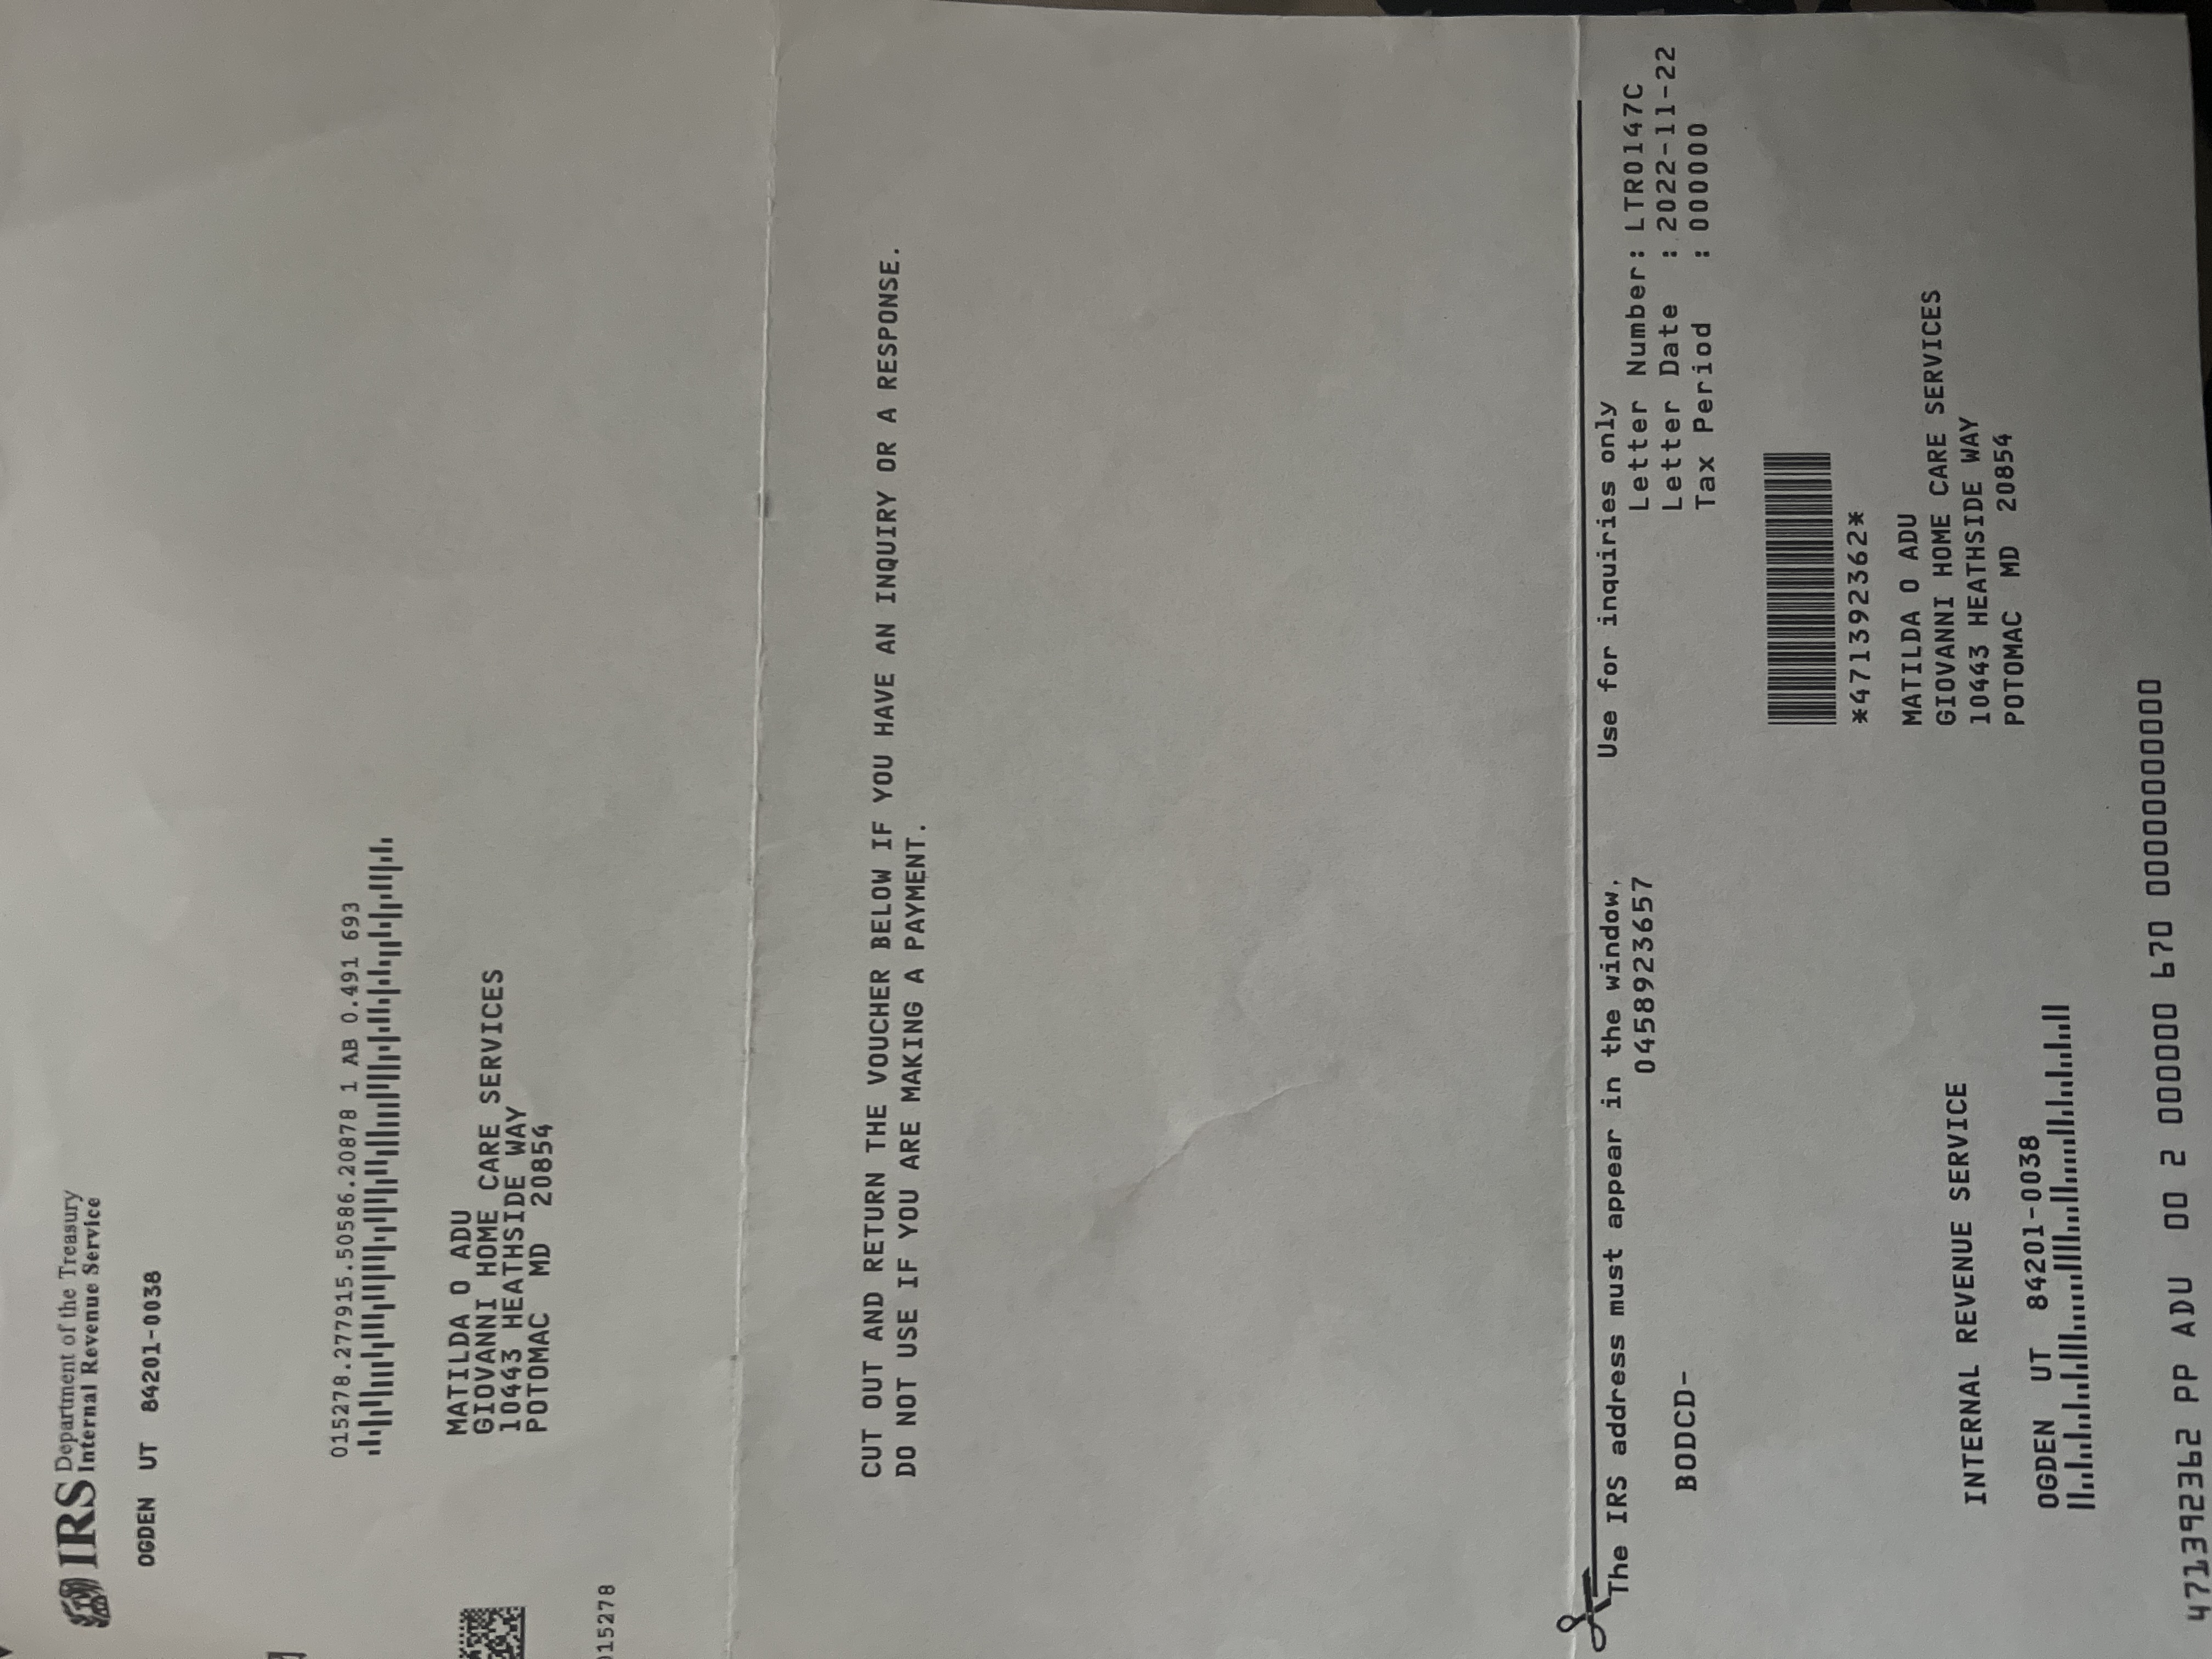 IRS Department of the Treasury
Internal Revenue Service
OGDEN UT 84201-0038
015278.277915.50586.20878 1 AB 0.491 693
MATILDA O ADU
GIOVANNI HOME CARE SERVICES
10443 HEATHSIDE WAY
POTOMAC MD 20854
15278
CUT OUT AND RETURN THE VOUCHER BELOW IF YOU HAVE AN INQUIRY OR A RESPONSE.
DO NOT USE IF YOU ARE MAKING A PAYMENT.
The IRS address must appear in the window.
0458923657
BODCD-
Use for inquiries only
Letter Number: LTR0147C
Letter Date : 2022-11-22
Tax Period : 000000
*471392362*
MATILDA O ADU
GIOVANNI HOME CARE SERVICES
10443 HEATHSIDE WAY
POTOMAC MD 20854
INTERNAL REVENUE SERVICE
OGDEN UT 84201-0038
471392362 PP ADU 00 2 000000 670 00000000000